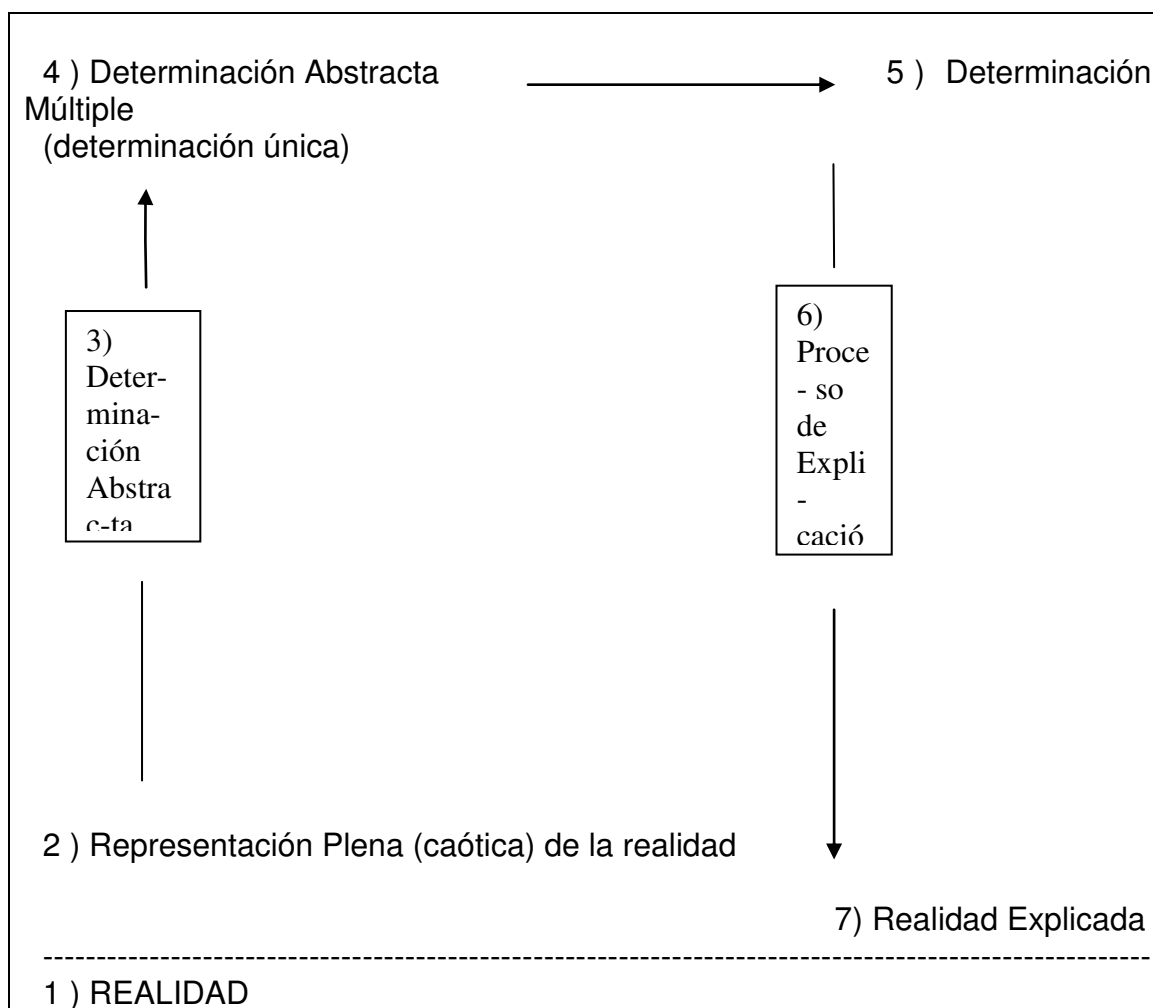 4 ) Determinación Abstracta 5 ) Determinación
Múltiple
(determinación única)
3)
Deter-
mina-
ción
Abstra
c-ta
6)
Proce
- so
de
Expli
-
cació
2 ) Representación Plena (caótica) de la realidad
7) Realidad Explicada
1 ) REALIDAD